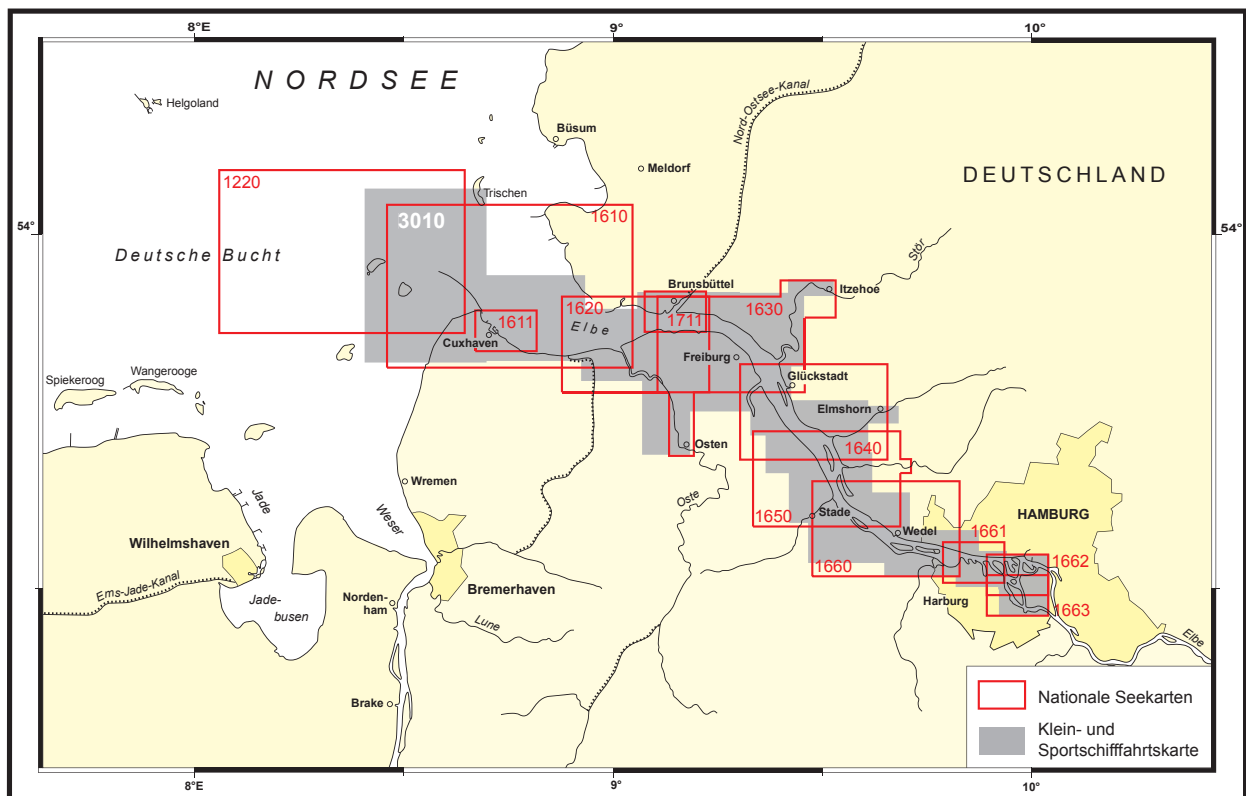 8°E
9°
10°
NORDSEE
Helgoland
Büsum
Nord-Ostsee-Kanal
Meldorf
DEUTSCHLAND
1220
Trischen
3010
1610
54°
54°
Deutsche Bucht
Stör
Brunsbüttel
Itzehoe
1620
1630
1611
Elbe
1711
Cuxhaven
Freiburg
Glückstadt
Spiekeroog
Wangerooge
Elmshorn
Osten
1640
Wremen
Oste
Jade
Weser
1650
Stade
HAMBURG
Wedel
1661
Wilhelmshaven
1662
1660
Ems-Jade-Kanal
Jade-
busen
Norden-
ham
Bremerhaven
Harburg
1663
Lune
Elbe
Brake
Nationale Seekarten
Klein- und
Sportschifffahrtskarte
8°E
9°
10°